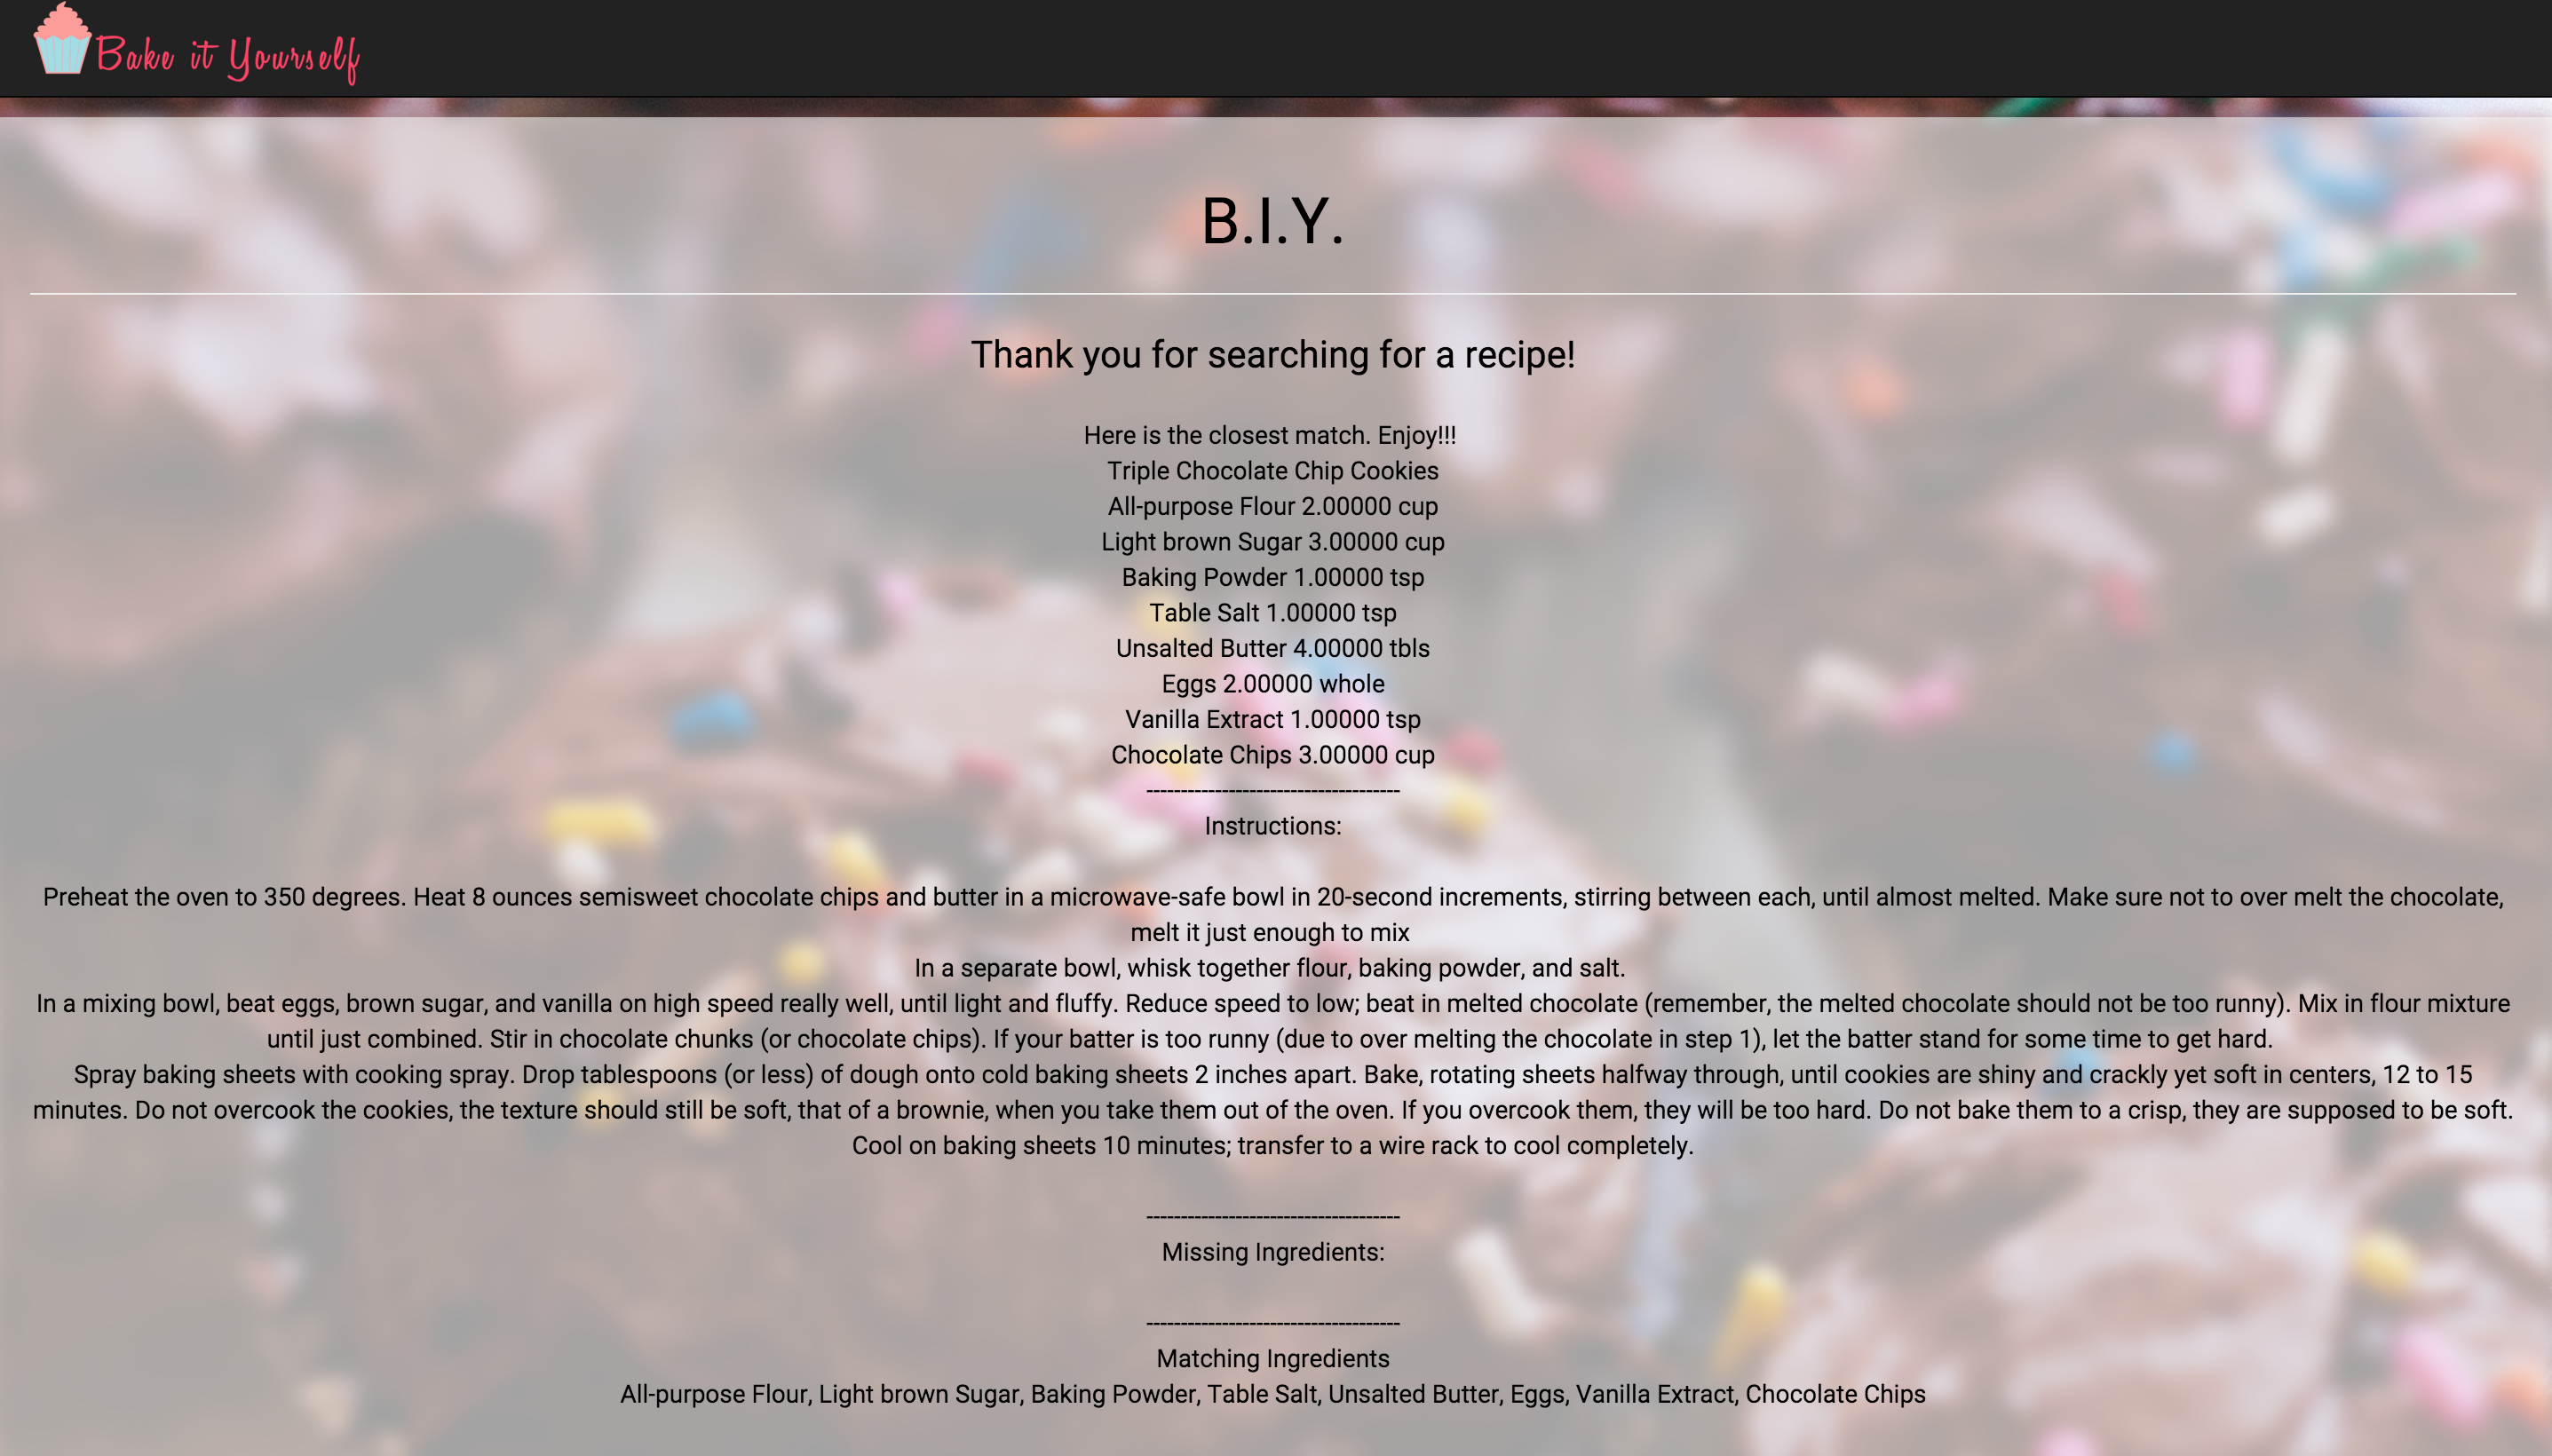 Bake it Yourself
B.I.Y.
Thank you for searching for a recipe!
Here is the closest match. Enjoy!!!
Triple Chocolate Chip Cookies
All-purpose Flour 2.00000 cup
Light brown Sugar 3.00000 cup
Baking Powder 1.00000 tsp
Table Salt 1.00000 tsp
Unsalted Butter 4.00000 tbls
Eggs 2.00000 whole
Vanilla Extract 1.00000 tsp
Chocolate Chips 3.00000 cup
-------------------------------------
Instructions:
Preheat the oven to 350 degrees. Heat 8 ounces semisweet chocolate chips and butter in a microwave-safe bowl in 20-second increments, stirring between each, until almost melted. Make sure not to over melt the chocolate,
melt it just enough to mix
In a separate bowl, whisk together flour, baking powder, and salt.
In a mixing bowl, beat eggs, brown sugar, and vanilla on high speed really well, until light and fluffy. Reduce speed to low; beat in melted chocolate (remember, the melted chocolate should not be too runny). Mix in flour mixture
until just combined. Stir in chocolate chunks (or chocolate chips). If your batter is too runny (due to over melting the chocolate in step 1), let the batter stand for some time to get hard.
Spray baking sheets with cooking spray. Drop tablespoons (or less) of dough onto cold baking sheets 2 inches apart. Bake, rotating sheets halfway through, until cookies are shiny and crackly yet soft in centers, 12 to 15
minutes. Do not overcook the cookies, the texture should still be soft, that of a brownie, when you take them out of the oven. If you overcook them, they will be too hard. Do not bake them to a crisp, they are supposed to be soft.
Cool on baking sheets 10 minutes; transfer to a wire rack to cool completely.
-------------------------------------
Missing Ingredients:
-------------------------------------
Matching Ingredients
All-purpose Flour, Light brown Sugar, Baking Powder, Table Salt, Unsalted Butter, Eggs, Vanilla Extract, Chocolate Chips